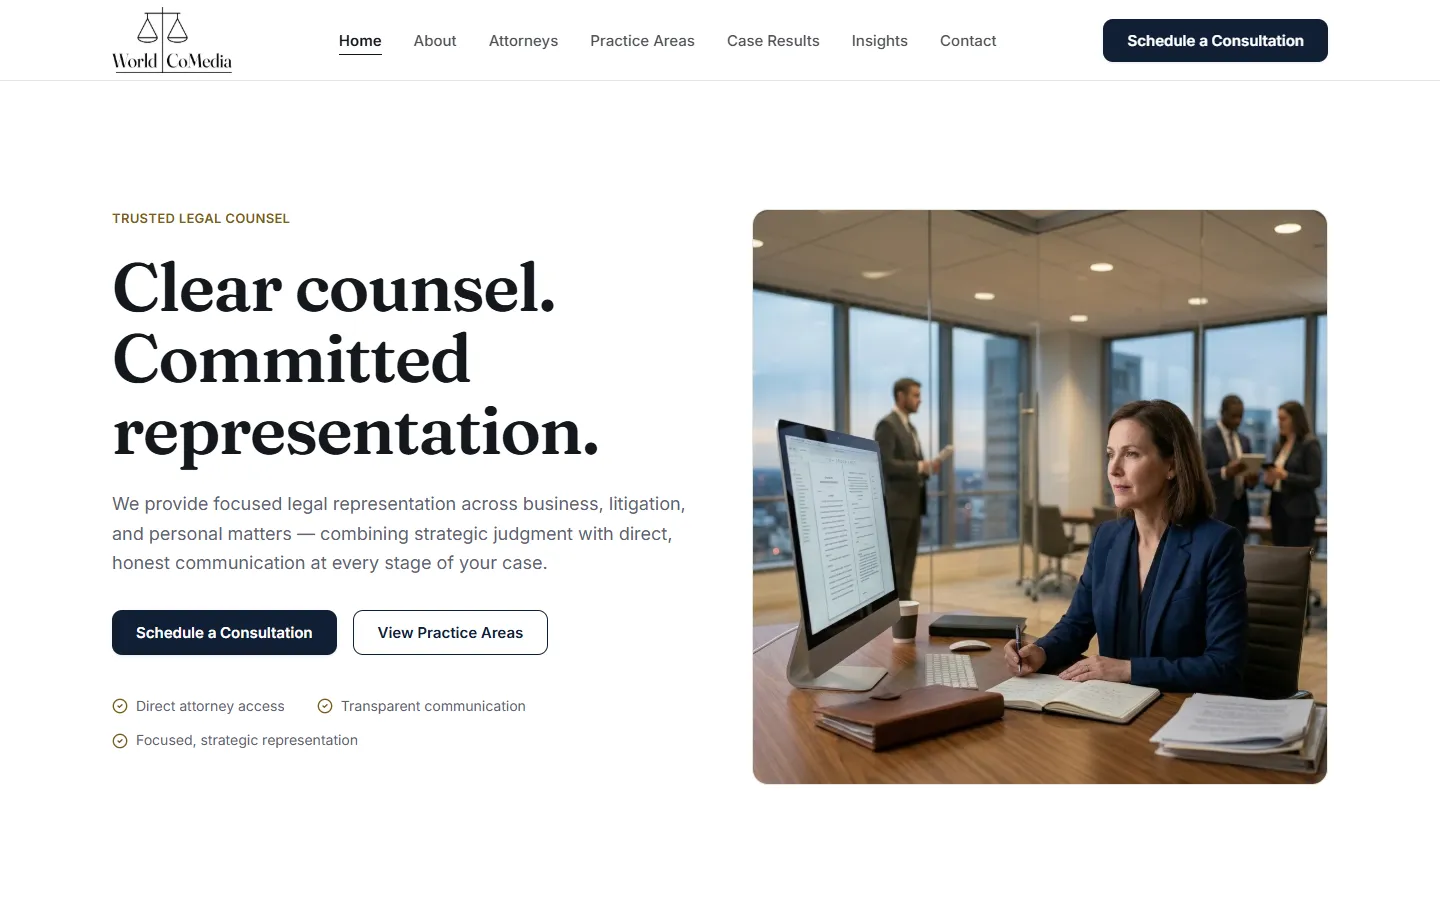 World CoMedia
Home
About
Attorneys
Practice Areas
Case Results
Insights
Contact
Schedule a Consultation
TRUSTED LEGAL COUNSEL
Clear counsel.
Committed
representation.
We provide focused legal representation across business, litigation,
and personal matters — combining strategic judgment with direct,
honest communication at every stage of your case.
Schedule a Consultation
View Practice Areas
Direct attorney access
Transparent communication
Focused, strategic representation